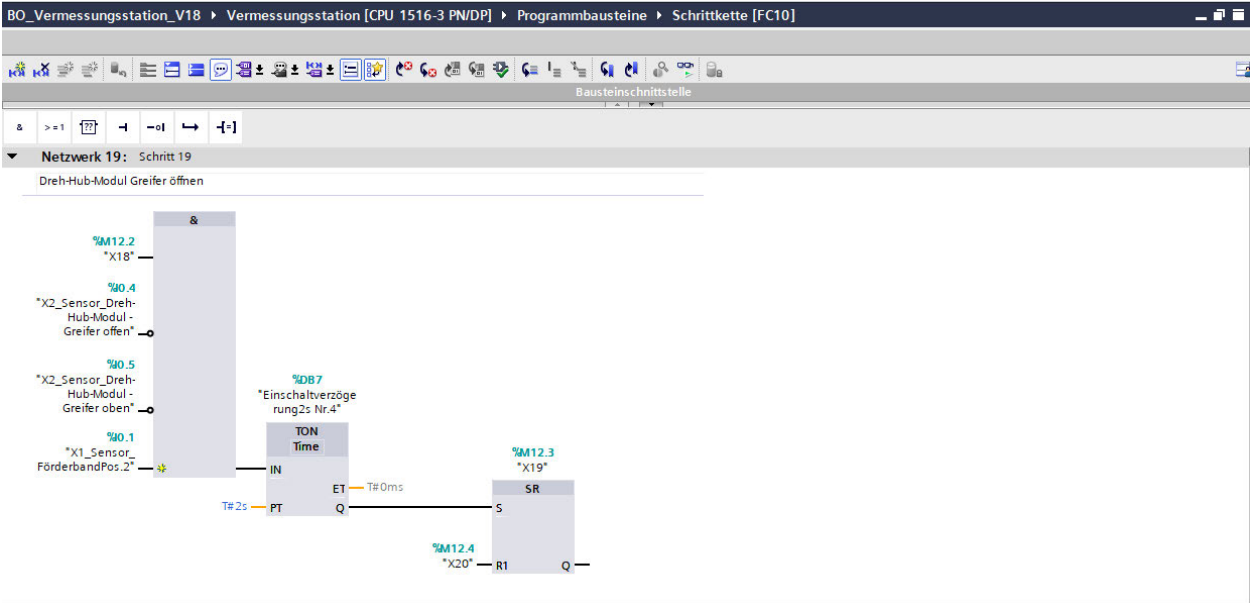 BO_Vermessungsstation_V18 ▸ Vermessungsstation [CPU 1516-3 PN/DP] ▸ Programmbausteine ▸ Schrittkette [FC10]
Bausteinschnittstelle
& >=1 ??
Netzwerk 19: Schritt 19
Dreh-Hub-Modul Greifer öffnen
&
%M12.2
"X18"
%I0.4
"X2_Sensor_Dreh-
Hub-Modul -
Greifer offen"
%I0.5
"X2_Sensor_Dreh-
Hub-Modul -
Greifer oben"
%I0.1
"X1_Sensor_
FörderbandPos.2"
%DB7
"Einschaltverzöge
rung2s Nr.4"
TON
Time
IN
ET T#0ms
T#2s PT Q
%M12.3
"X19"
SR
S
%M12.4
"X20" R1 Q